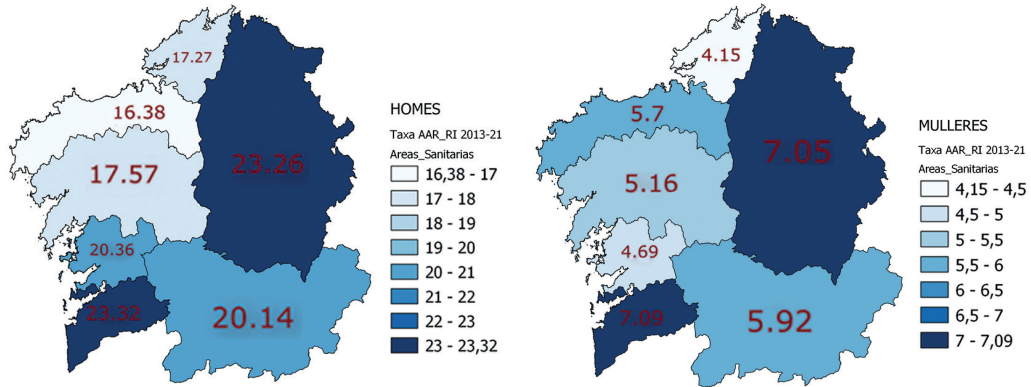 17.27
16.38
17.57
23.26
20.36
23.32
20.14
HOMES
Taxa AAR_RI 2013-21
Areas_Sanitarias
16,38 - 17
17 - 18
18 - 19
19 - 20
20 - 21
21 - 22
22 - 23
23 - 23,32
4.15
5.7
5.16
7.05
4.69
7.09
5.92
MULLERES
Taxa AAR_RI 2013-21
Areas_Sanitarias
4,15 - 4,5
4,5 - 5
5 - 5,5
5,5 - 6
6 - 6,5
6,5 - 7
7 - 7,09